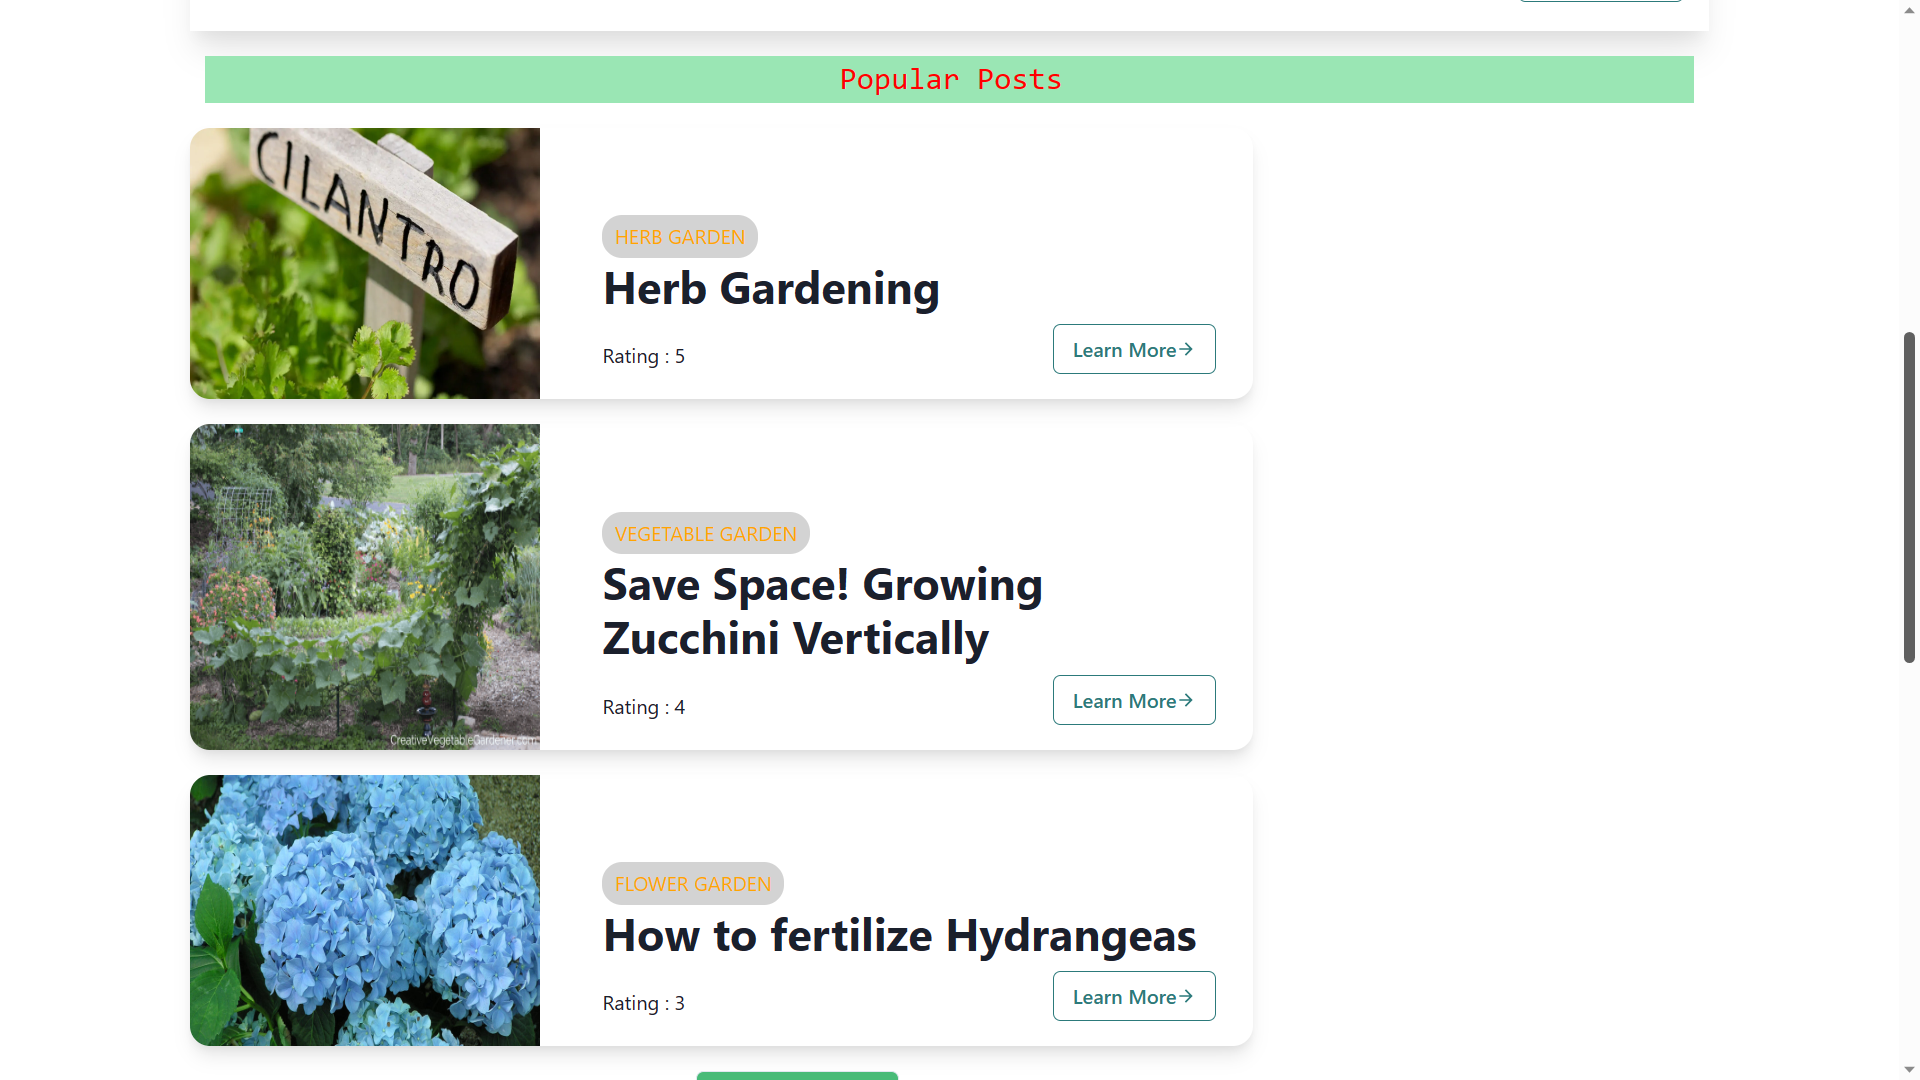 Popular Posts
CILANTRO
HERB GARDEN
Herb Gardening
Rating : 5
Learn More→
VEGETABLE GARDEN
Save Space! Growing
Zucchini Vertically
Rating : 4
Learn More→
CreativeVegetableGardener.com
FLOWER GARDEN
How to fertilize Hydrangeas
Rating : 3
Learn More→